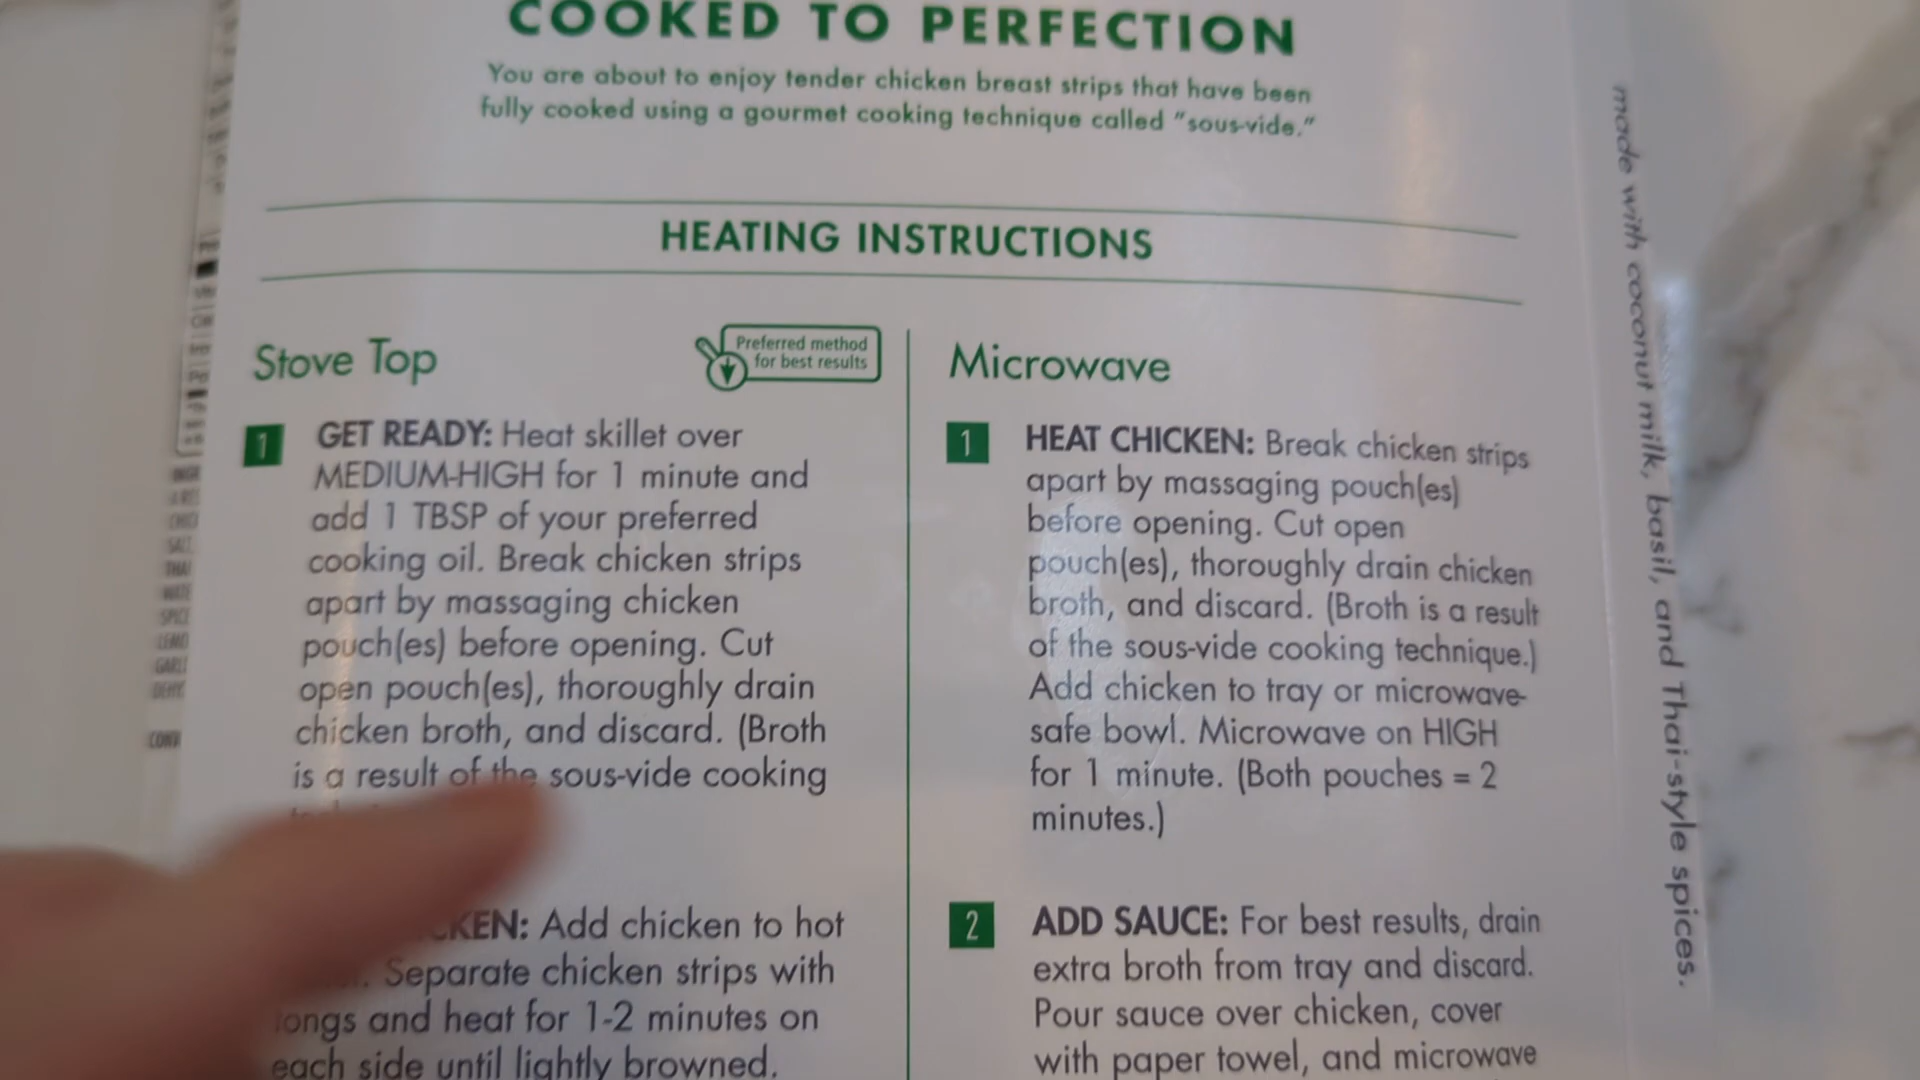 COOKED TO PERFECTION
You are about to enjoy tender chicken breast strips that have been
fully cooked using a gourmet cooking technique called "sous-vide."
HEATING INSTRUCTIONS
Stove Top
Preferred method
for best results
1
GET READY: Heat skillet over
MEDIUM-HIGH for 1 minute and
add 1 TBSP of your preferred
cooking oil. Break chicken strips
apart by massaging chicken
pouch(es) before opening. Cut
open pouch(es), thoroughly drain
chicken broth, and discard. (Broth
is a result of the sous-vide cooking
Add chicken to hot
Separate chicken strips with
tongs and heat for 1-2 minutes on
each side until lightly browned.
Microwave
1
HEAT CHICKEN: Break chicken strips
apart by massaging pouch(es)
before opening. Cut open
pouch(es), thoroughly drain chicken
broth, and discard. (Broth is a result
of the sous-vide cooking technique.)
Add chicken to tray or microwave-
safe bowl. Microwave on HIGH
for 1 minute. (Both pouches = 2
minutes.)
2
ADD SAUCE: For best results, drain
extra broth from tray and discard.
Pour sauce over chicken, cover
with paper towel, and microwave
made with coconut milk, basil, and Thai-style spices.